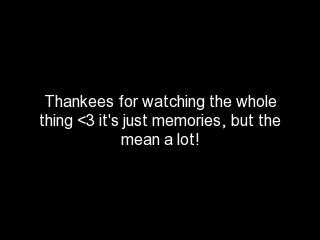 Thankees for watching the whole
thing <3 it's just memories, but the
mean a lot!